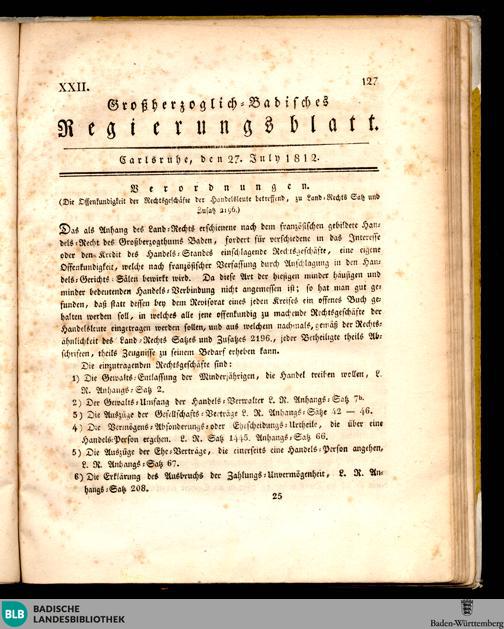 XXII.
127
Großherzoglich-Badisches
Regierungsblatt.
Carlsruhe, den 27. July 1812.
Verordnungen.
(Die Offenkundigkeit der Rechtsgeschäfte der Handelsleute betreffend, zu Land-Rechts Satz und
Zusatz 2196.)
Das als Anhang des Land-Rechts erschienene nach dem französischen gebildete Han-
dels-Recht des Großherzogthums Baden, fordert für verschiedene in das Interesse
oder den Kredit des Handels-Standes einschlagende Rechtsgeschäfte, eine eigene
Offenkundigkeit, welche nach französischer Verfassung durch Anschlagung in den Han-
dels-Gerichts-Sälen bewirkt wird. Da diese Art der hiesigen minder häufigen und
minder bedeutenden Handels-Verbindung nicht angemessen ist; so hat man gut ge-
funden, daß statt dessen bey dem Revisorat eines jeden Kreises ein offenes Buch ge-
halten werden soll, in welches alle jene offenkundig zu machende Rechtsgeschäfte der
Handelsleute eingetragen werden sollen, und aus welchem nachmals, gemäß der Rechts-
ähnlichkeit des Land-Rechts Satzes und Zusatzes 2196., jeder Betheiligte theils Ab-
schriften, theils Zeugnisse zu seinem Bedarf erheben kann.
Die einzutragenden Rechtsgeschäfte sind:
1) Die Gewalts-Entlassung der Minderjährigen, die Handel treiben wollen, L.
R. Anhangs-Satz 2.
2) Der Gewalts-Umfang der Handels-Verwalter L. R. Anhangs-Satz 7b.
3) Die Auszüge der Gesellschafts-Verträge L. R. Anhangs-Sätze 42 — 46.
4) Die Vermögens-Absonderungs- oder Ehescheidungs-Urtheile, die über eine
Handels-Person ergehen. L. R. Satz 1445. Anhangs-Satz 66.
5) Die Auszüge der Ehe-Verträge, die einerseits eine Handels-Person angehen,
L. R. Anhangs-Satz 67.
6) Die Erklärung des Ausbruchs der Zahlungs-Unvermögenheit, L. R. An-
hangs-Satz 208.
25
BLB BADISCHE
LANDESBIBLIOTHEK
Baden-Württemberg